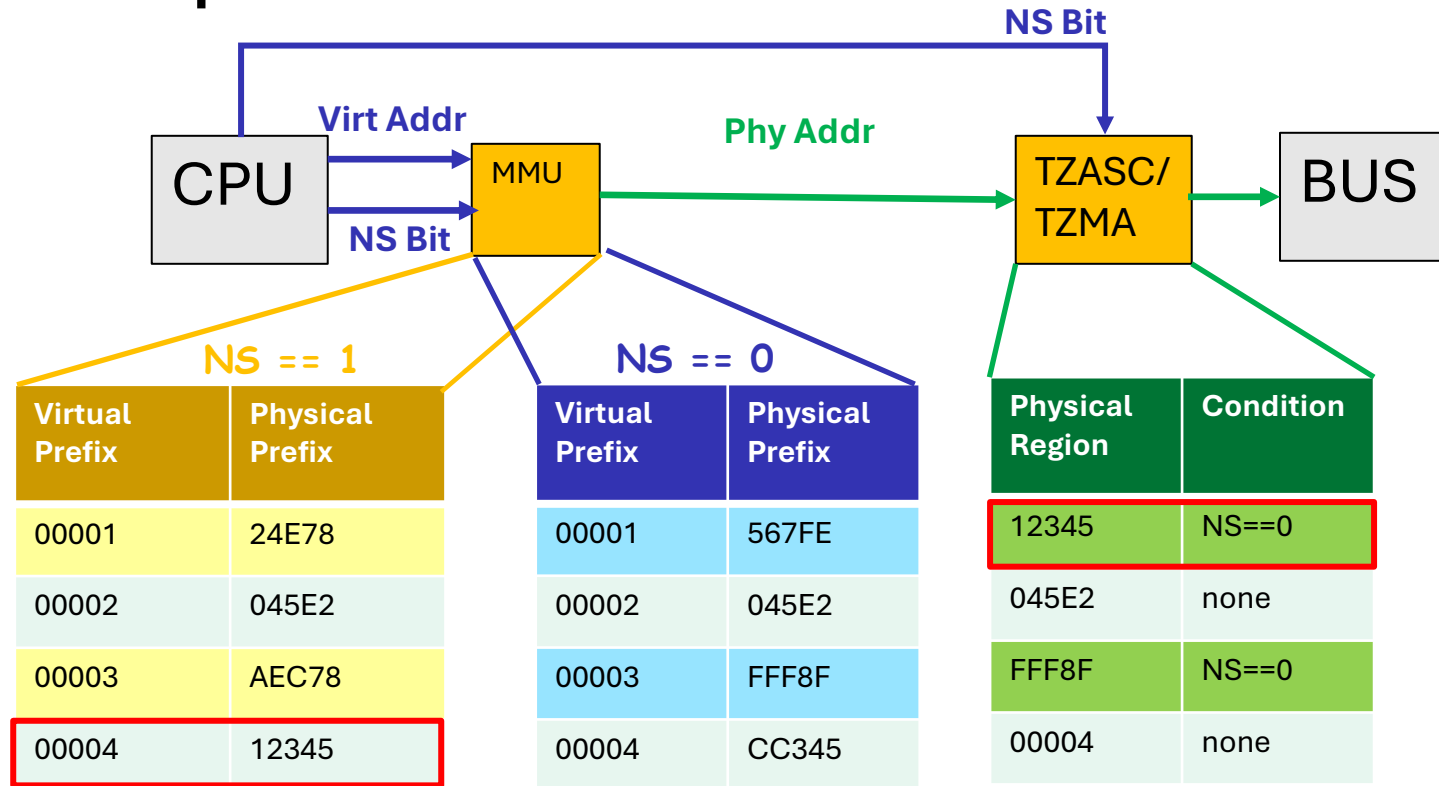 NS Bit
Virt Addr
Phy Addr
CPU
MMU
TZASC/
TZMA
BUS
NS Bit
NS == 1
NS == 0
Virtual Prefix
Physical Prefix
00001 24E78
00002 045E2
00003 AEC78
00004 12345
Virtual Prefix
Physical Prefix
00001 567FE
00002 045E2
00003 FFF8F
00004 CC345
Physical Region
Condition
12345 NS==0
045E2 none
FFF8F NS==0
00004 none